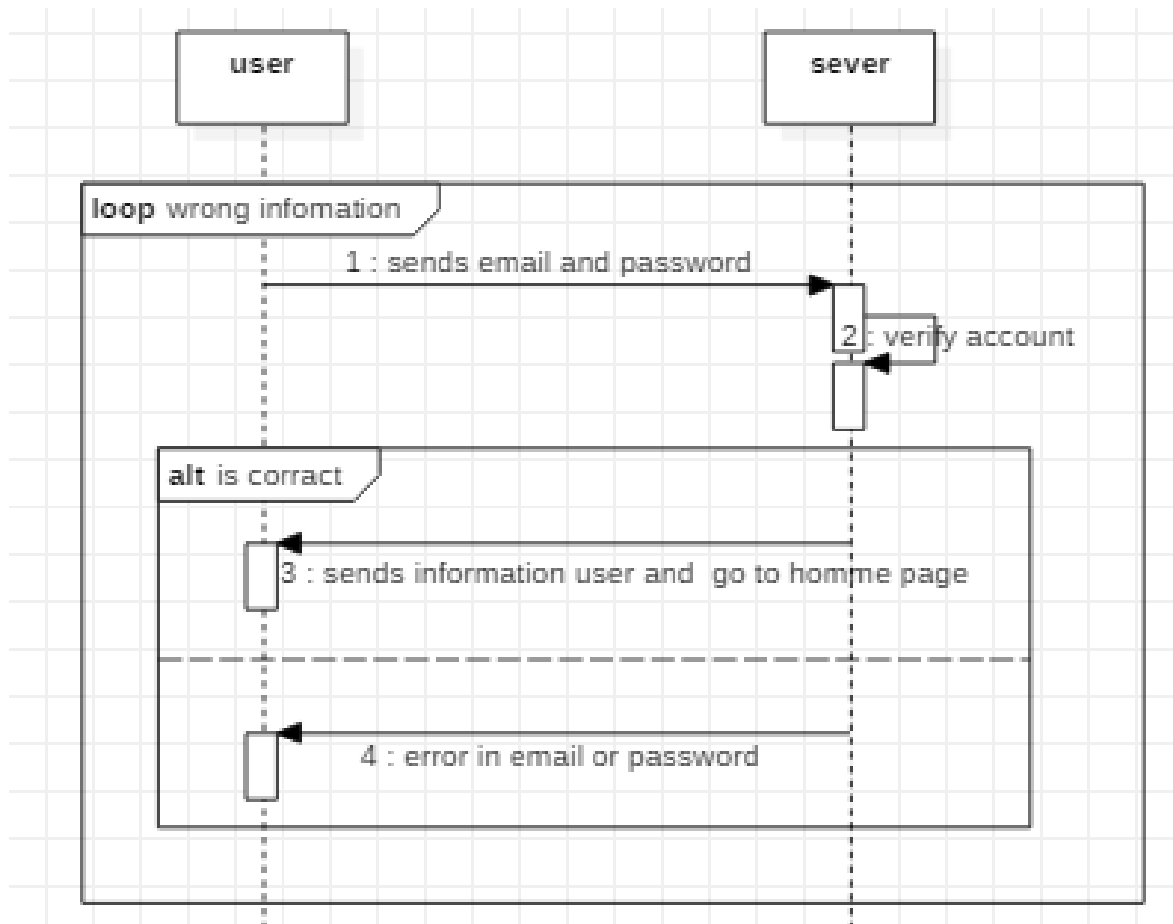 user
sever
loop wrong infomation
1 : sends email and password
2 : verify account
alt is corract
3 : sends information user and  go to homme page
4 : error in email or password